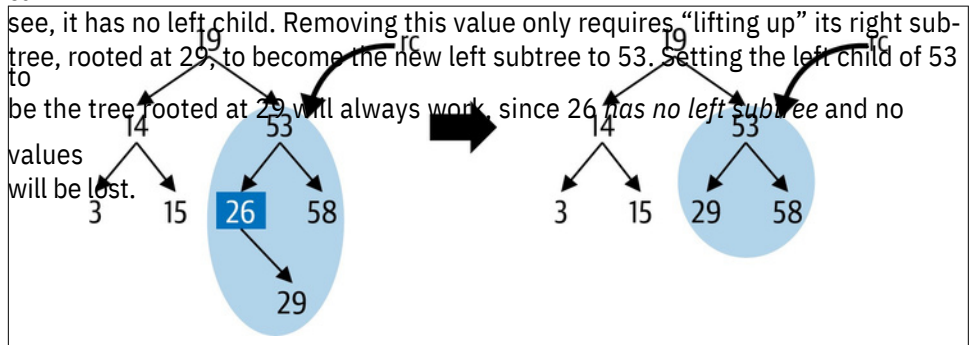 see, it has no left child. Removing this value only requires “lifting up” its right sub-
tree, rooted at 29, to become the new left subtree to 53. Setting the left child of 53
to
be the tree rooted at 29 will always work, since 26 has no left subtree and no
values
will be lost.
19 rc 19 rc
14 53 14 53
3 15 26 58 3 15 29 58
29